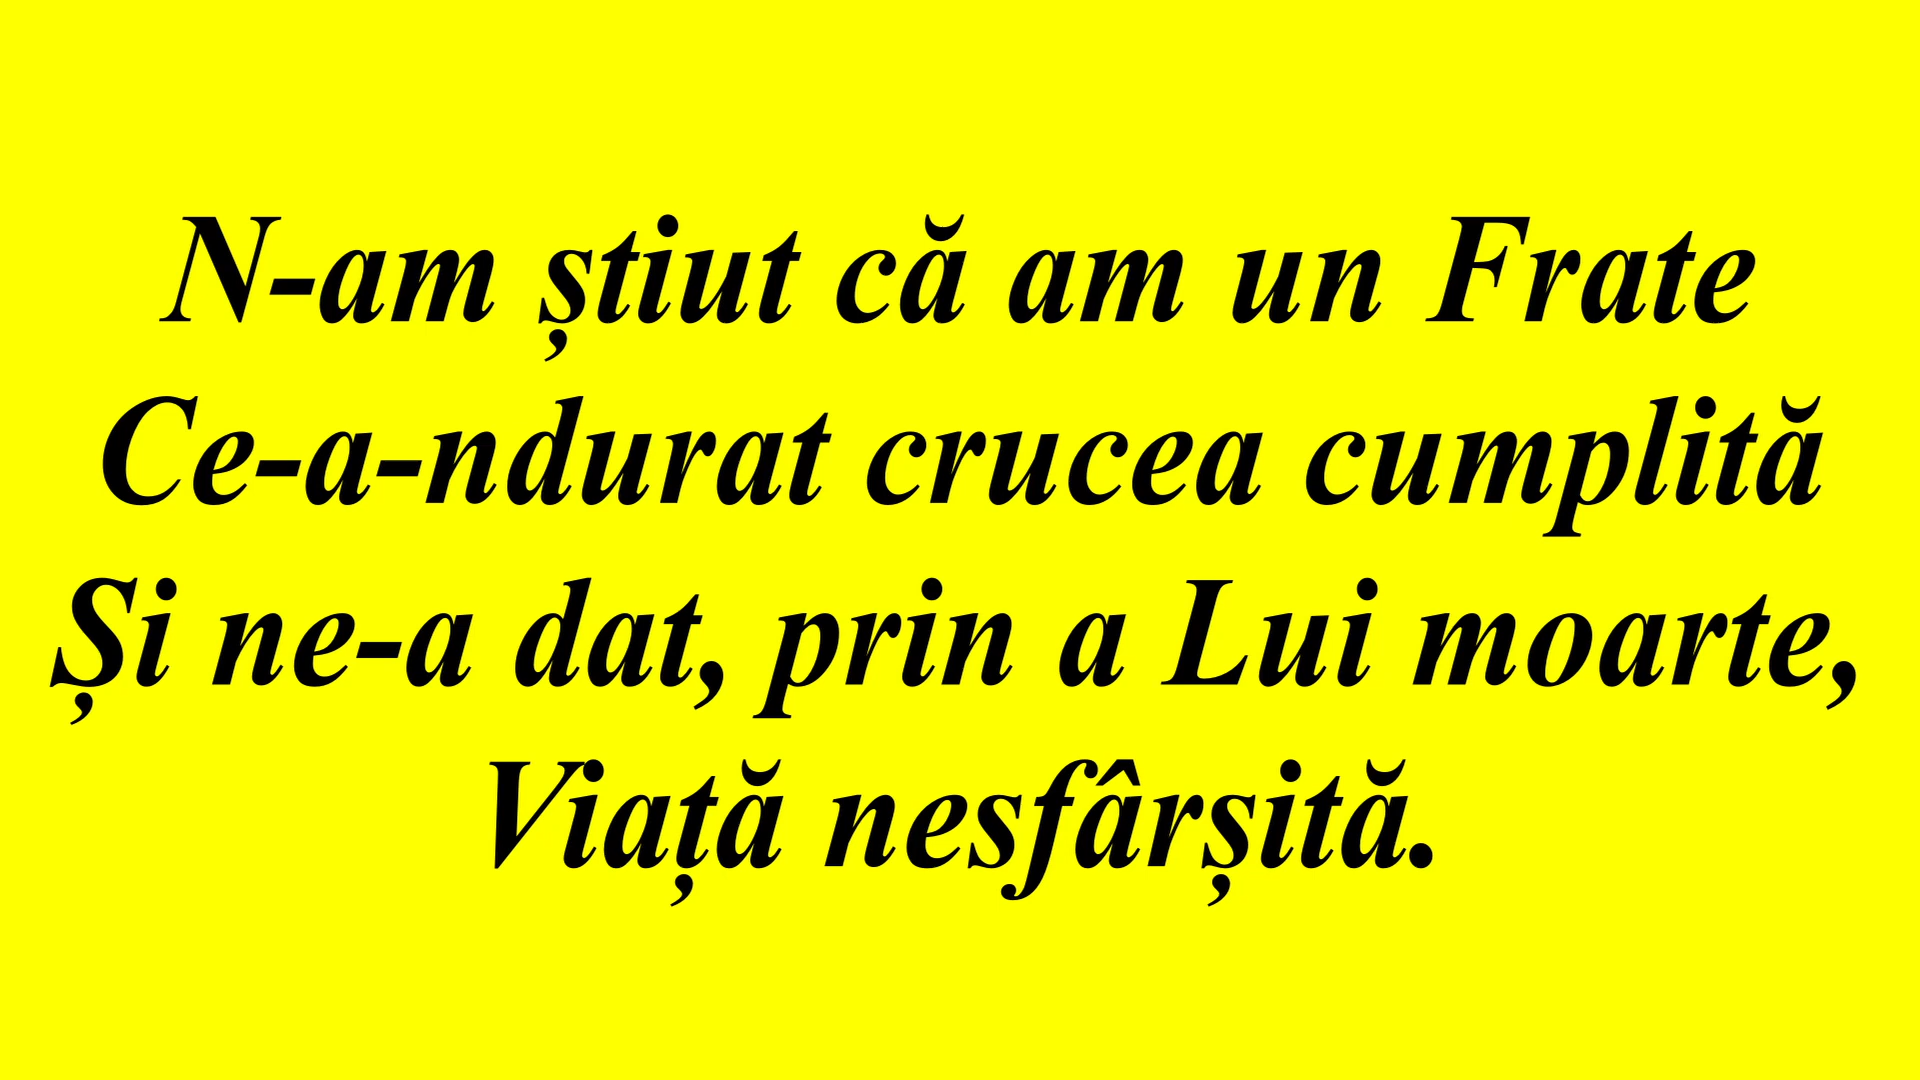 N-am știut că am un Frate
Ce-a-ndurat crucea cumplită
Și ne-a dat, prin a Lui moarte,
Viață nesfârșită.